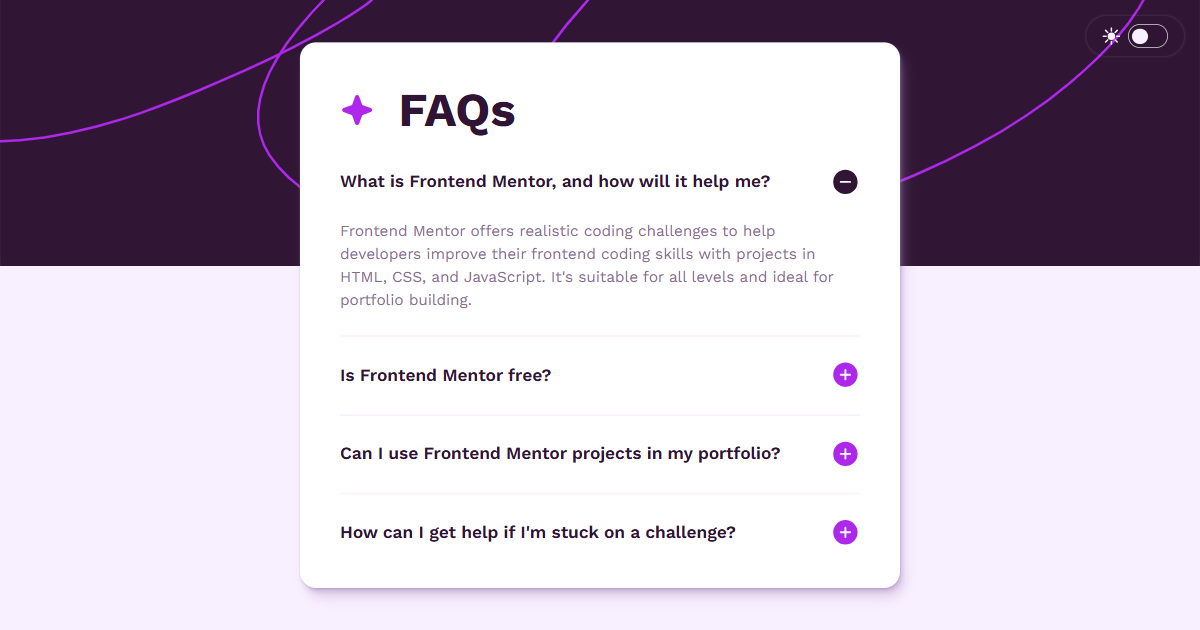 FAQs
What is Frontend Mentor, and how will it help me?
Frontend Mentor offers realistic coding challenges to help
developers improve their frontend coding skills with projects in
HTML, CSS, and JavaScript. It's suitable for all levels and ideal for
portfolio building.
Is Frontend Mentor free?
Can I use Frontend Mentor projects in my portfolio?
How can I get help if I'm stuck on a challenge?